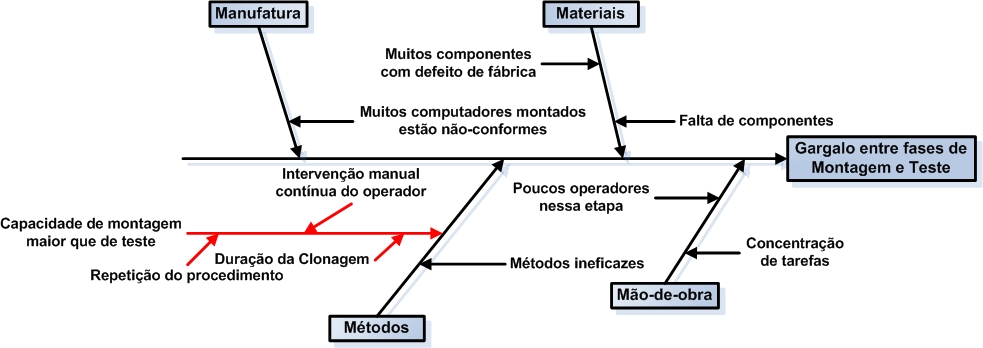 Manufatura
Materiais
Muitos componentes
com defeito de fábrica
Muitos computadores montados
estão não-conformes
Falta de componentes
Gargalo entre fases de
Montagem e Teste
Intervenção manual
contínua do operador
Poucos operadores
nessa etapa
Capacidade de montagem
maior que de teste
Duração da Clonagem
Repetição do procedimento
Métodos ineficazes
Concentração
de tarefas
Mão-de-obra
Métodos